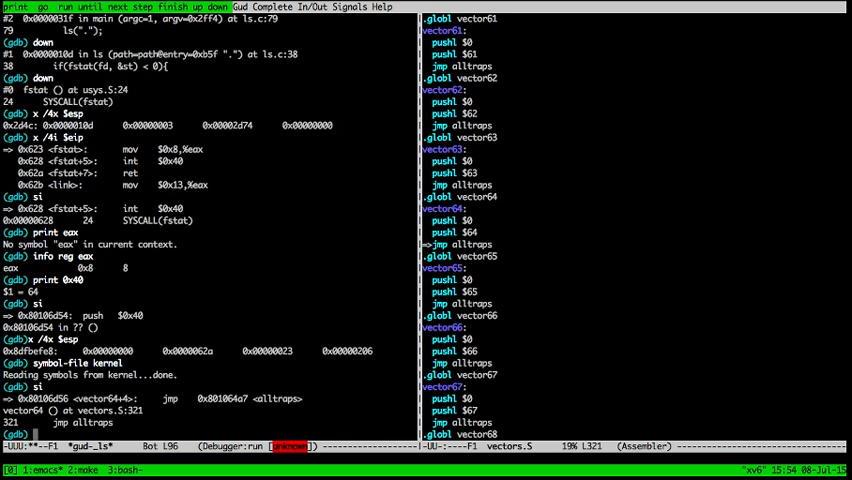 print  go  run until next step finish up down Gud Complete In/Out Signals Help
#2  0x0000031f in main (argc=1, argv=0x2ff4) at ls.c:79
79          ls(".");
(gdb) down
#1  0x0000010d in ls (path=path@entry=0xb5f ".") at ls.c:38
38        if(fstat(fd, &st) < 0){
(gdb) down
#0  fstat () at usys.S:24
24      SYSCALL(fstat)
(gdb) x /4x $esp
0x2d4c: 0x0000010d      0x00000003      0x00002d74      0x00000000
(gdb) x /4i $eip
=> 0x623 <fstat>:       mov    $0x8,%eax
   0x628 <fstat+5>:     int    $0x40
   0x62a <fstat+7>:     ret
   0x62b <link>:        mov    $0x13,%eax
(gdb) si
=> 0x628 <fstat+5>:     int    $0x40
0x00000628      24      SYSCALL(fstat)
(gdb) print eax
No symbol "eax" in current context.
(gdb) info reg eax
eax            0x8      8
(gdb) print 0x40
$1 = 64
(gdb) si
=> 0x80106d54:  push   $0x40
0x80106d54 in ?? ()
(gdb)x /4x $esp
0x8dfbefe8:     0x00000000      0x0000062a      0x00000023      0x00000206
(gdb) symbol-file kernel
Reading symbols from kernel...done.
(gdb) si
=> 0x80106d56 <vector64+4>:     jmp    0x801064a7 <alltraps>
vector64 () at vectors.S:321
321       jmp alltraps
(gdb)
-UUU:**--F1  *gud-_ls*      Bot L96    (Debugger:run [unknown])
.globl vector61
vector61:
  pushl $0
  pushl $61
  jmp alltraps
.globl vector62
vector62:
  pushl $0
  pushl $62
  jmp alltraps
.globl vector63
vector63:
  pushl $0
  pushl $63
  jmp alltraps
.globl vector64
vector64:
  pushl $0
  pushl $64
=>jmp alltraps
.globl vector65
vector65:
  pushl $0
  pushl $65
  jmp alltraps
.globl vector66
vector66:
  pushl $0
  pushl $66
  jmp alltraps
.globl vector67
vector67:
  pushl $0
  pushl $67
  jmp alltraps
.globl vector68
-UU-:----F1  vectors.S      19% L321   (Assembler)
[0] 1:emacs* 2:make  3:bash-
"xv6" 15:54 08-Jul-15